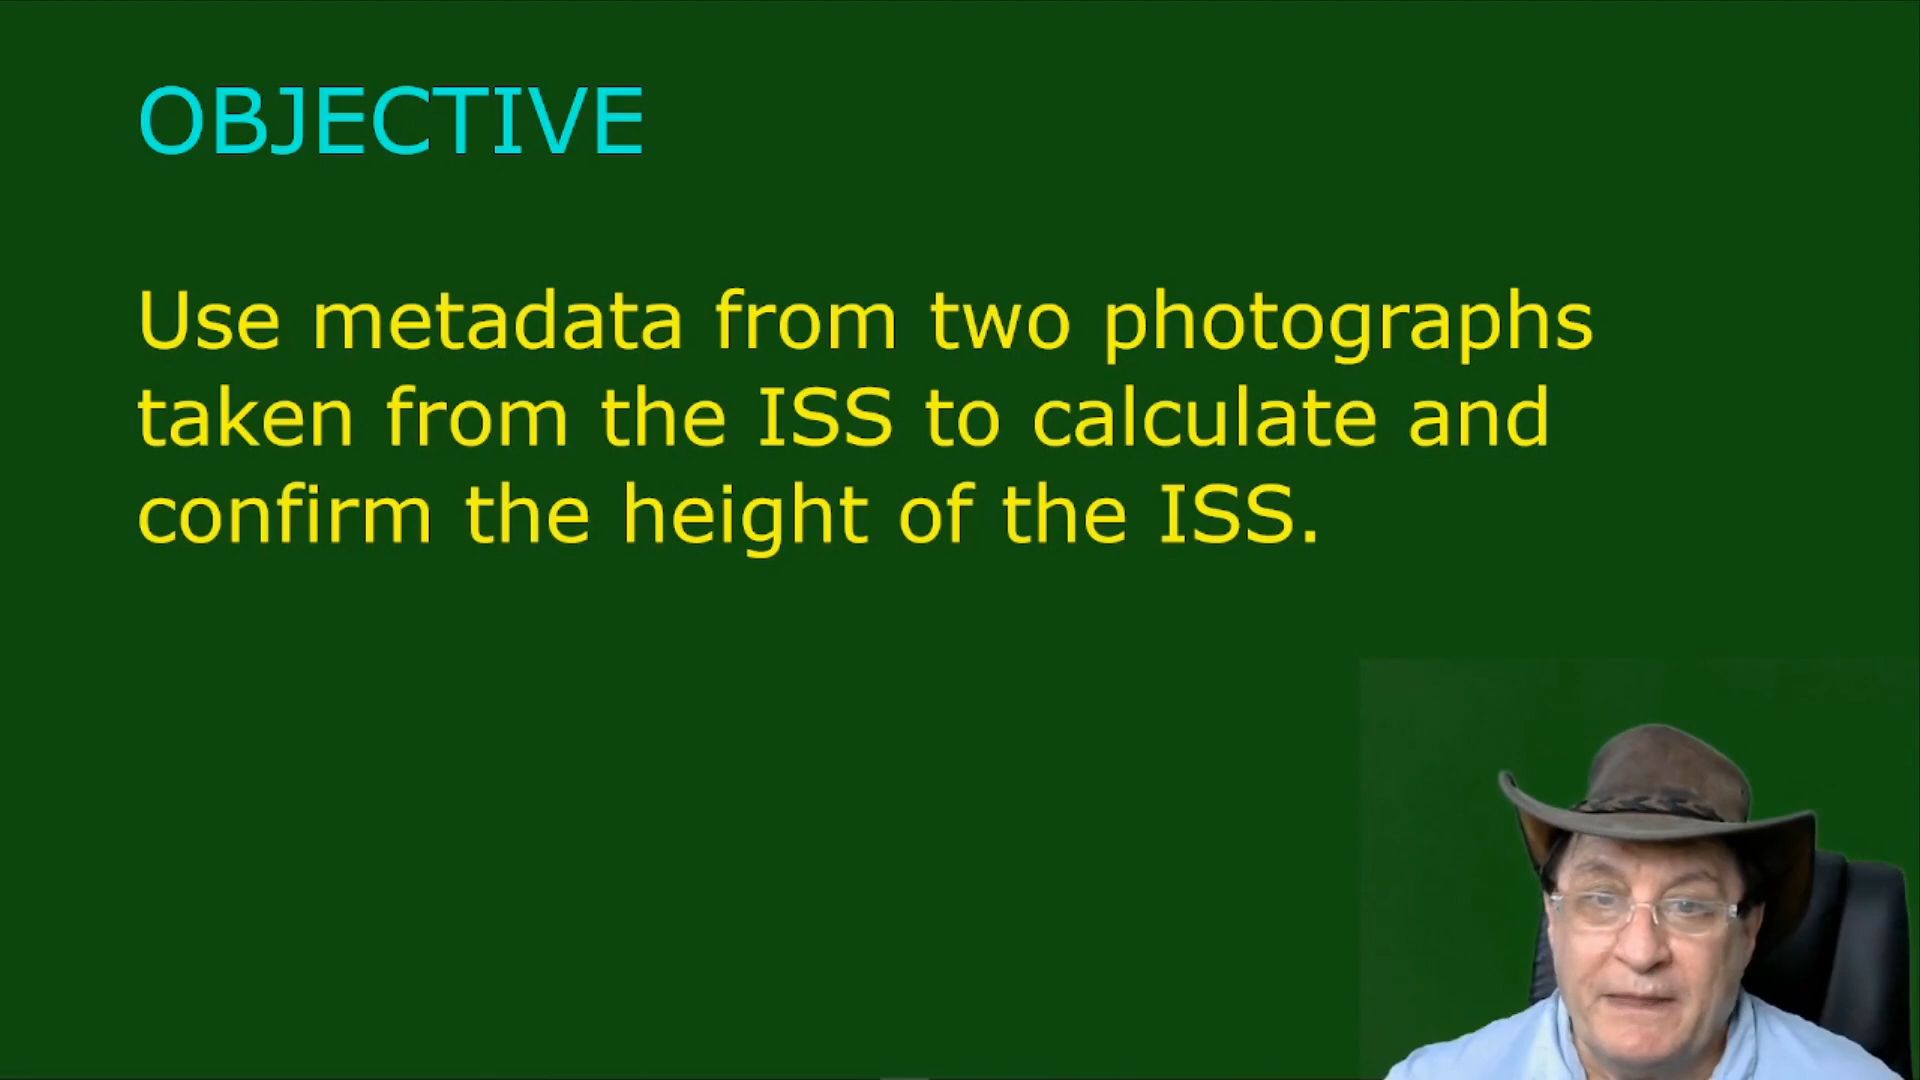 OBJECTIVE
Use metadata from two photographs
taken from the ISS to calculate and
confirm the height of the ISS.